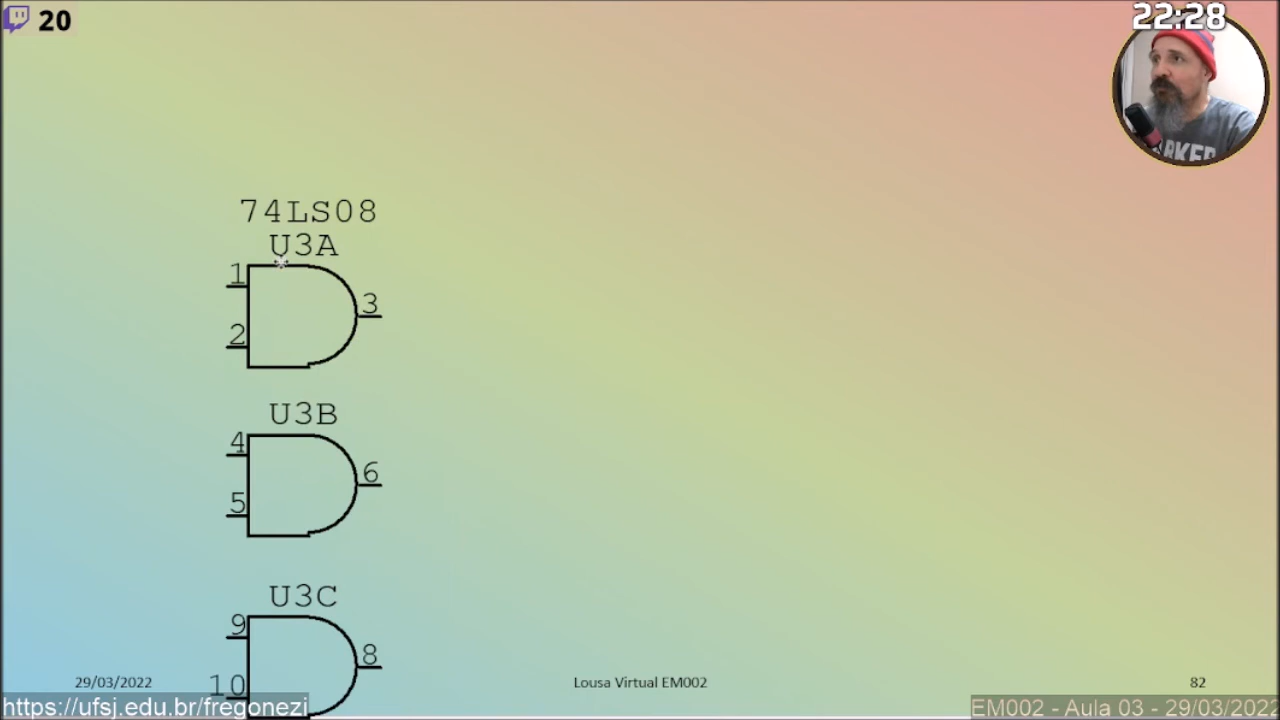 20
22:28
74LS08
U3A
1
3
2
U3B
4
6
5
U3C
9
8
10
29/03/2022
Lousa Virtual EM002
82
https://ufsj.edu.br/fregonezi
EM002 - Aula 03 - 29/03/2022